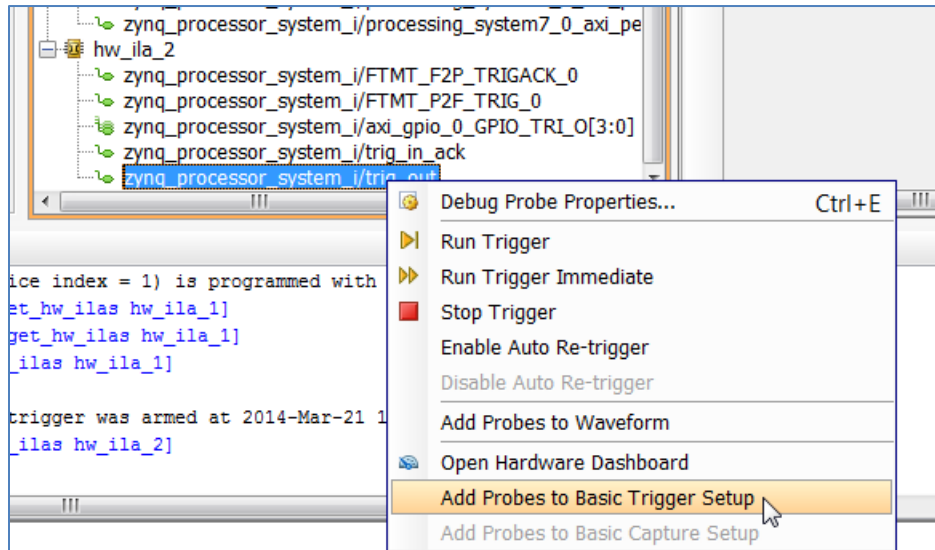 zynq_processor_system_i/processing_system7_0_axi_pe
hw_ila_2
zynq_processor_system_i/FTMT_F2P_TRIGACK_0
zynq_processor_system_i/FTMT_P2F_TRIG_0
zynq_processor_system_i/axi_gpio_0_GPIO_TRI_O[3:0]
zynq_processor_system_i/trig_in_ack
zynq_processor_system_i/trig_out
Debug Probe Properties... Ctrl+E
Run Trigger
Run Trigger Immediate
Stop Trigger
Enable Auto Re-trigger
Disable Auto Re-trigger
Add Probes to Waveform
Open Hardware Dashboard
Add Probes to Basic Trigger Setup
Add Probes to Basic Capture Setup
ice index = 1) is programmed with
et_hw_ilas hw_ila_1]
get_hw_ilas hw_ila_1]
_ilas hw_ila_1]
trigger was armed at 2014-Mar-21 1
_ilas hw_ila_2]